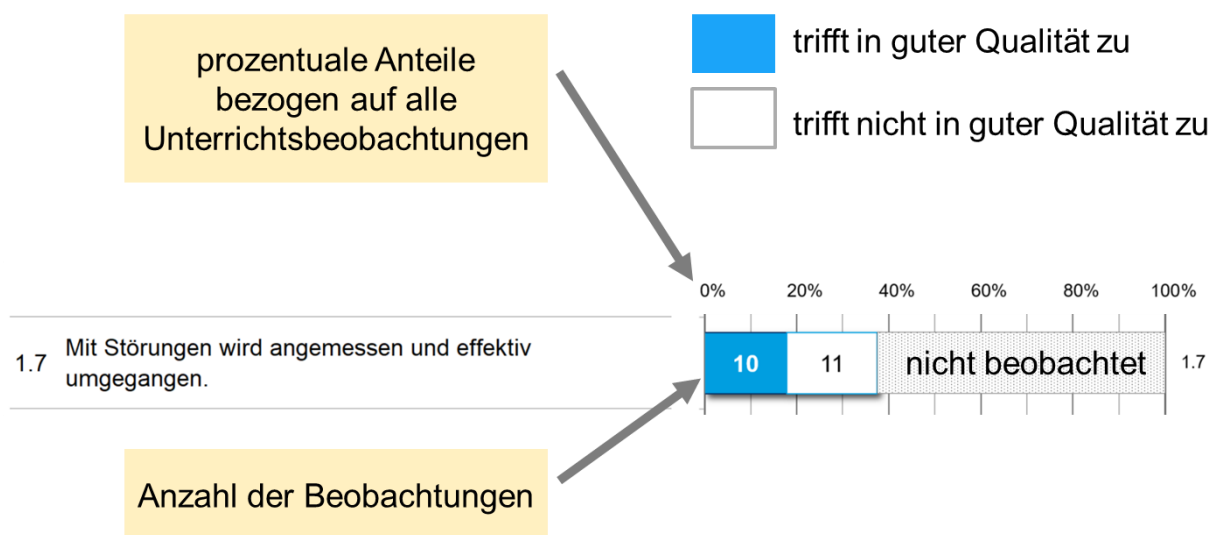 prozentuale Anteile
bezogen auf alle
Unterrichtsbeobachtungen
trifft in guter Qualität zu
trifft nicht in guter Qualität zu
0% 20% 40% 60% 80% 100%
1.7 Mit Störungen wird angemessen und effektiv
umgegangen.
10 11 nicht beobachtet 1.7
Anzahl der Beobachtungen